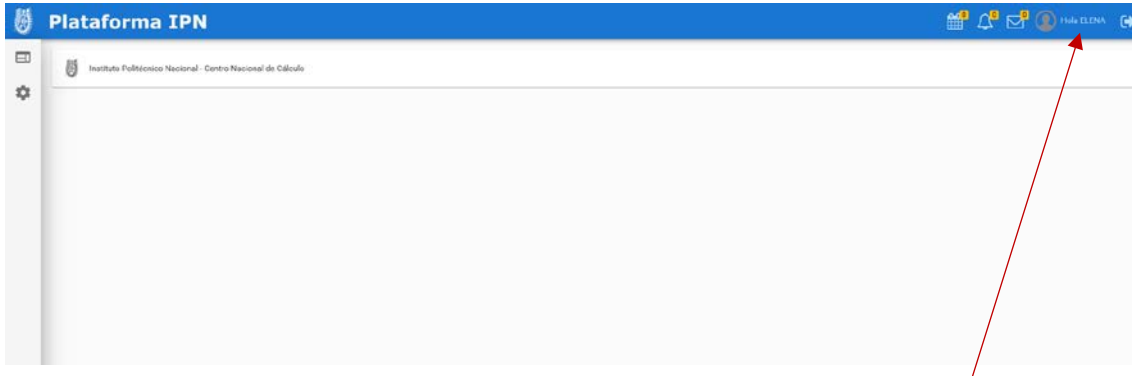 Plataforma IPN
Hola ELENA
Instituto Politécnico Nacional - Centro Nacional de Cálculo